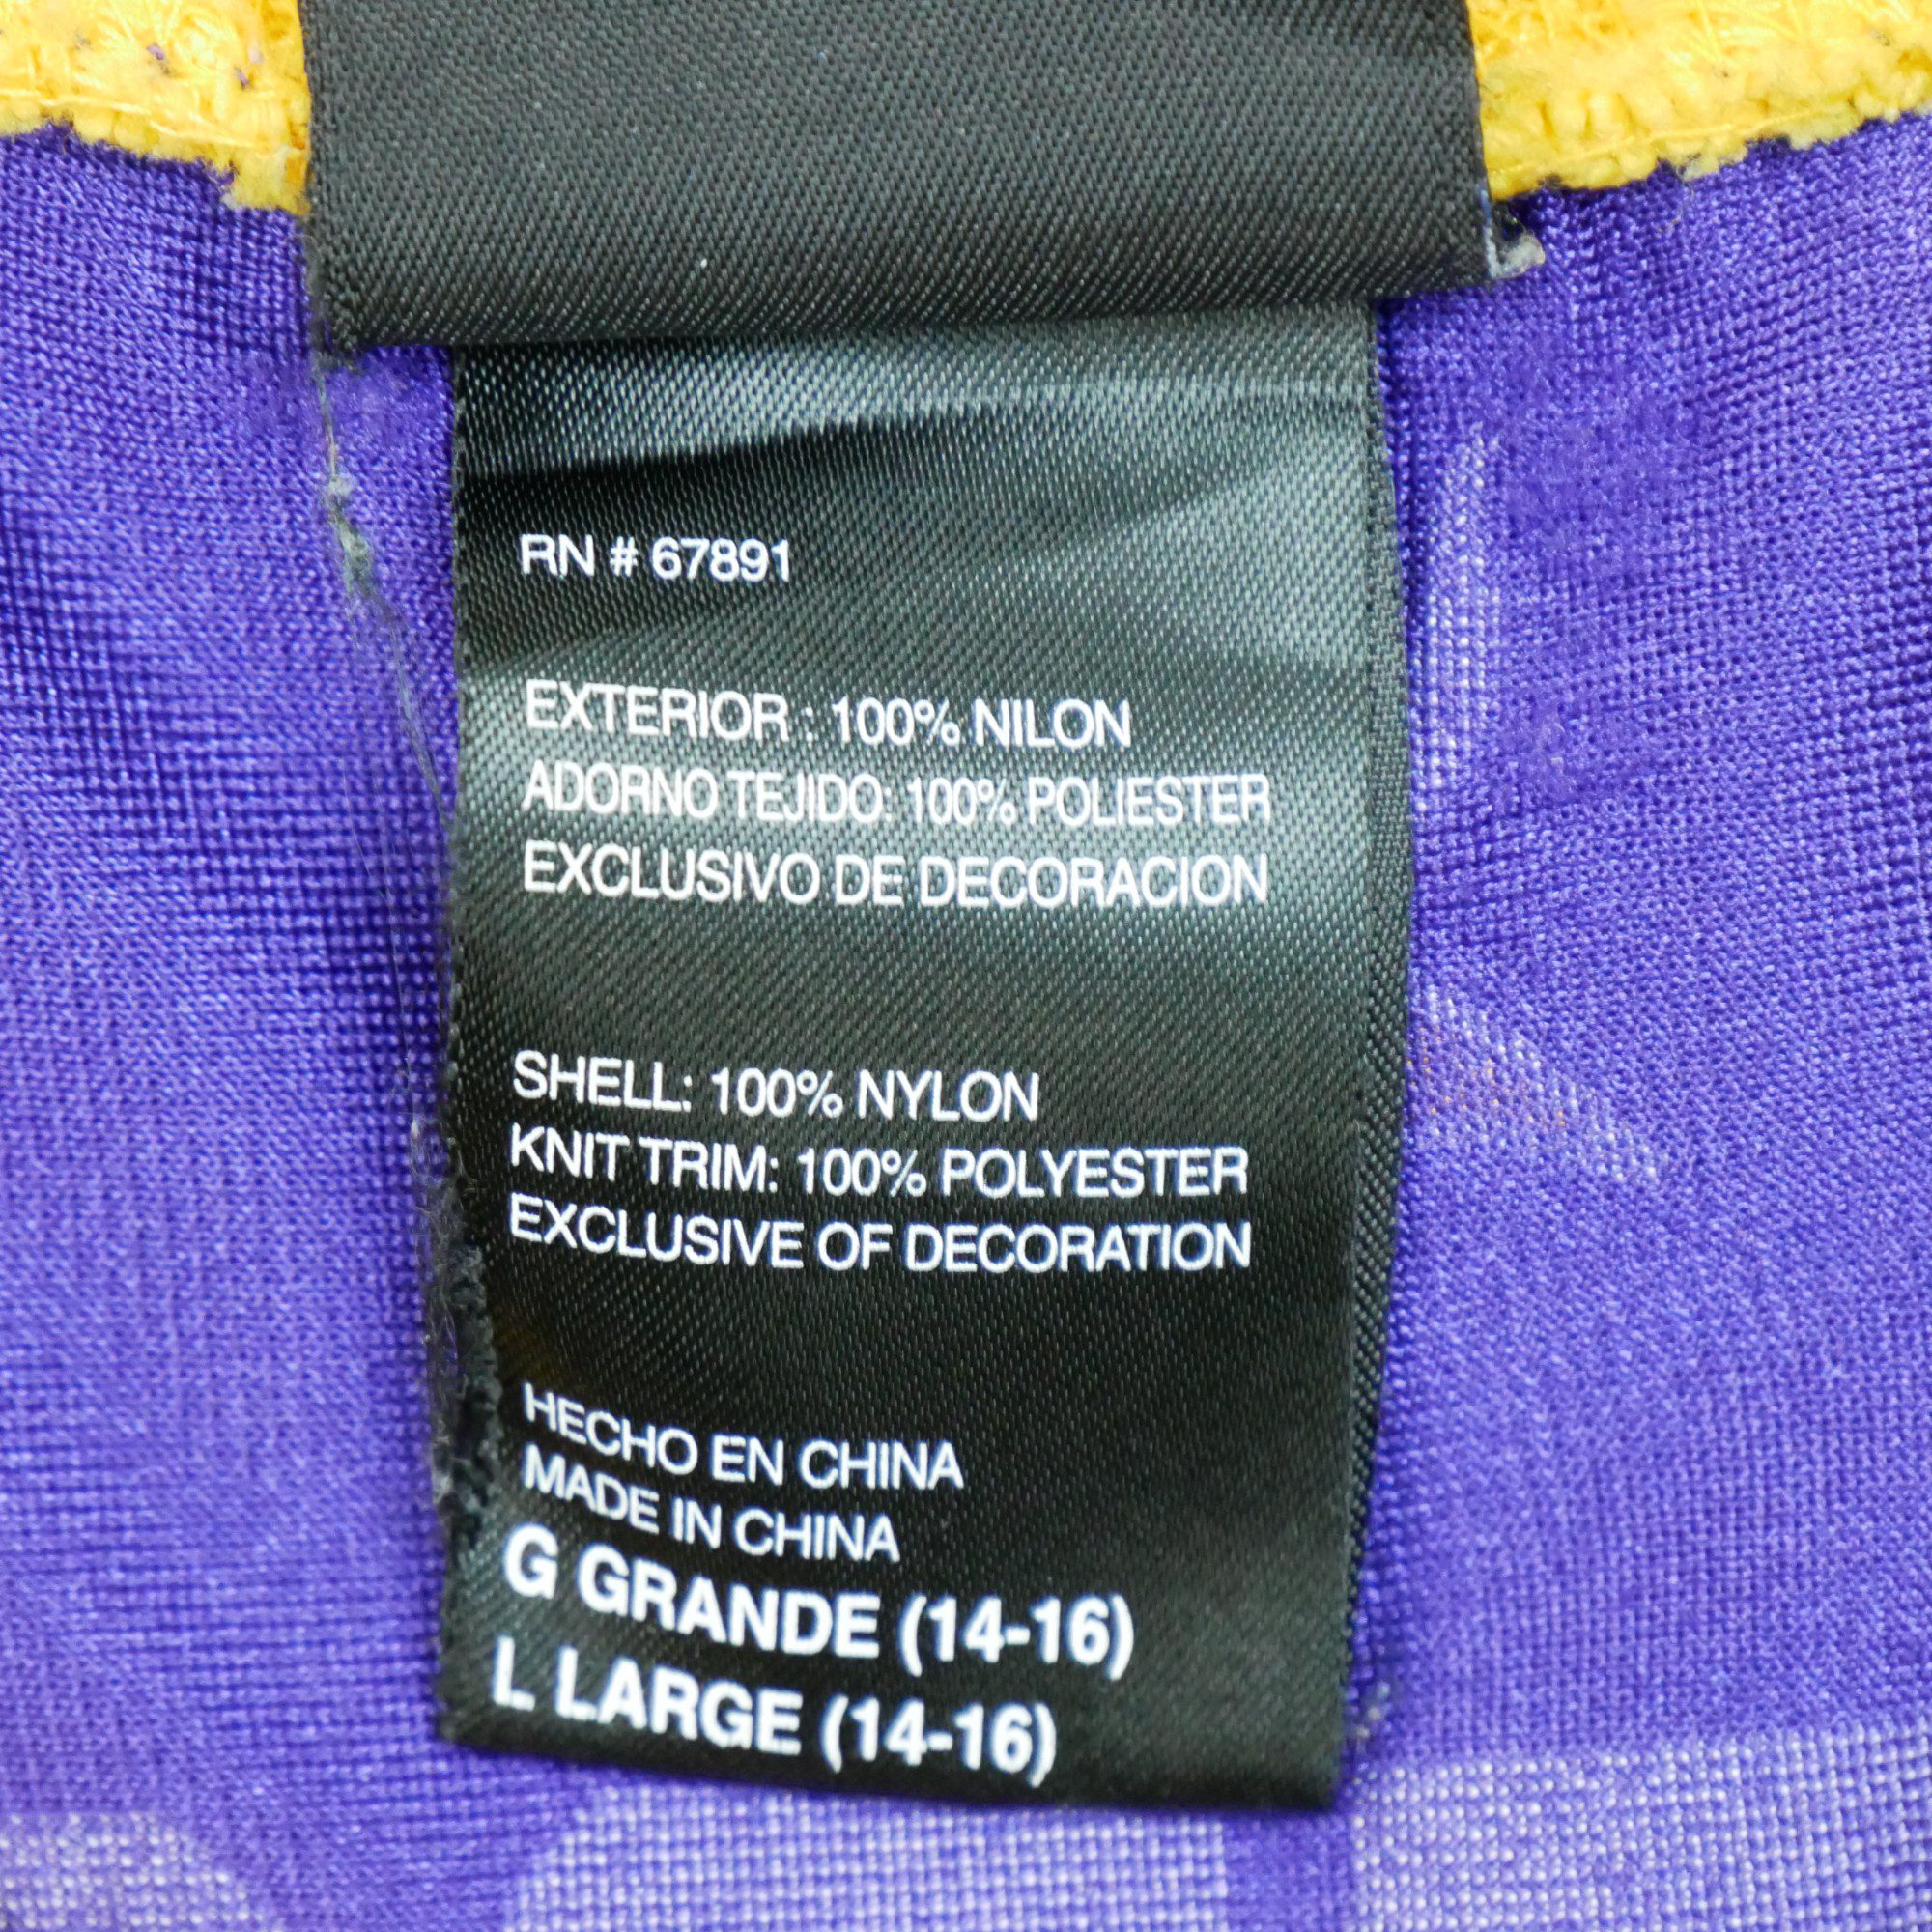 RN # 67891
EXTERIOR : 100% NILON
ADORNO TEJIDO: 100% POLIESTER
EXCLUSIVO DE DECORACION
SHELL: 100% NYLON
KNIT TRIM: 100% POLYESTER
EXCLUSIVE OF DECORATION
HECHO EN CHINA
MADE IN CHINA
G GRANDE (14-16)
L LARGE (14-16)